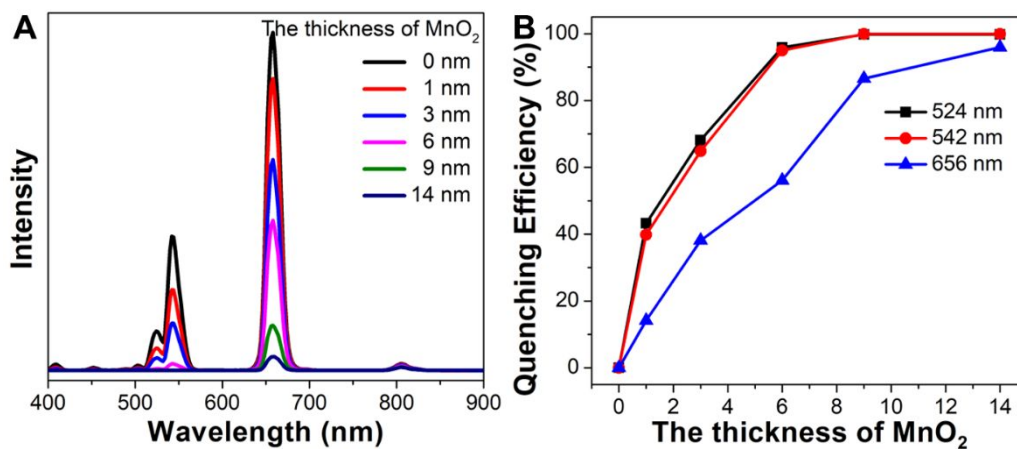 A
The thickness of MnO₂
0 nm
1 nm
3 nm
6 nm
9 nm
14 nm
Intensity
400 500 600 700 800 900
Wavelength (nm)
B
100
80
60
40
20
0
Quenching Efficiency (%)
524 nm
542 nm
656 nm
0 2 4 6 8 10 12 14
The thickness of MnO₂